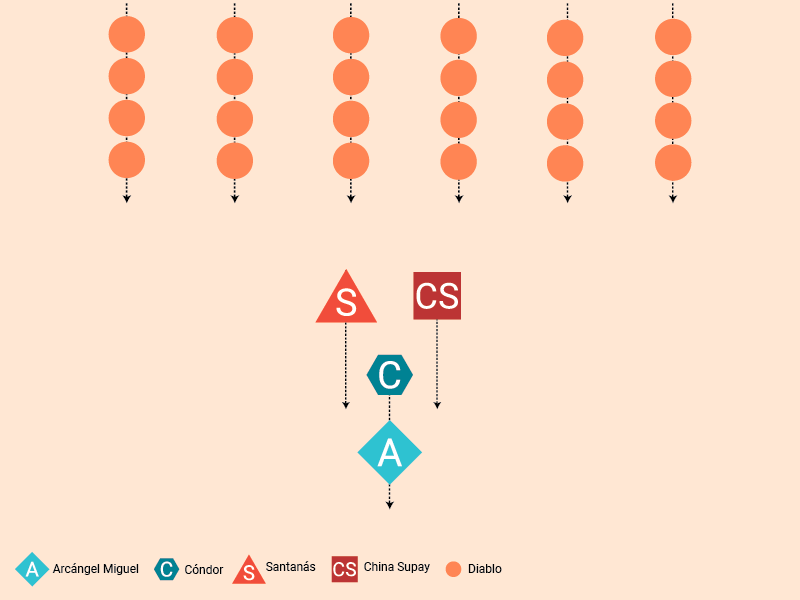 S
CS
C
A
A Arcángel Miguel
C Cóndor
S Santanás
CS China Supay
Diablo